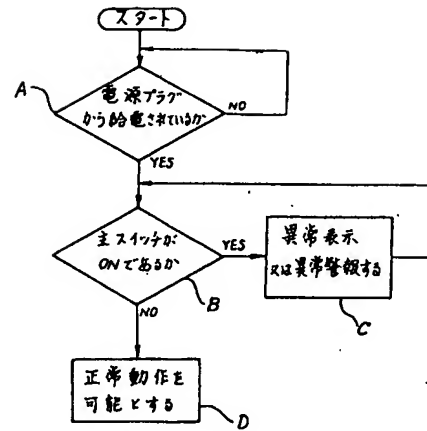 スタート
A
電源プラグ
から給電されているか
NO
YES
主スイッチが
ONであるか
YES
異常表示
又は異常警報する
B
C
NO
正常動作を
可能とする
D